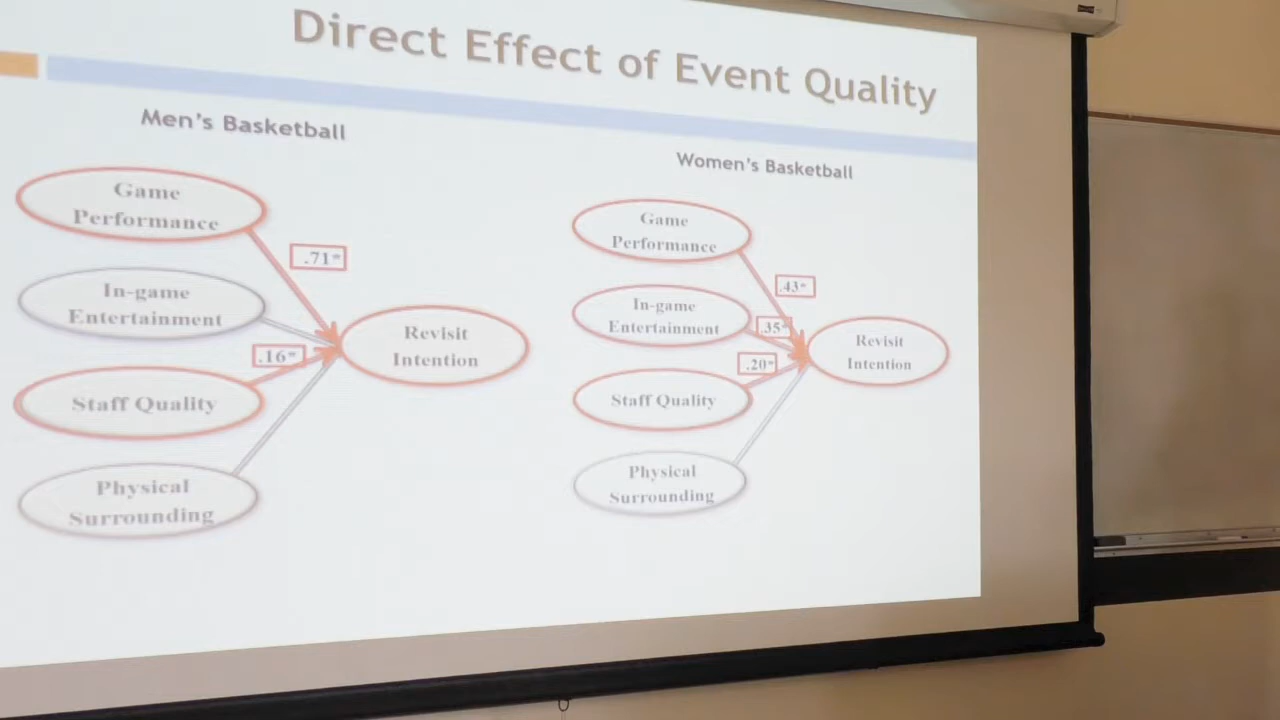 Direct Effect of Event Quality
Men's Basketball
Game
Performance
.71*
In-game
Entertainment
Revisit
Intention
.16*
Staff Quality
Physical
Surrounding
Women's Basketball
Game
Performance
.43*
In-game
Entertainment
.35*
Revisit
Intention
.20*
Staff Quality
Physical
Surrounding